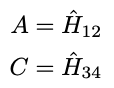 A = Ĥ₁₂
C = Ĥ₃₄